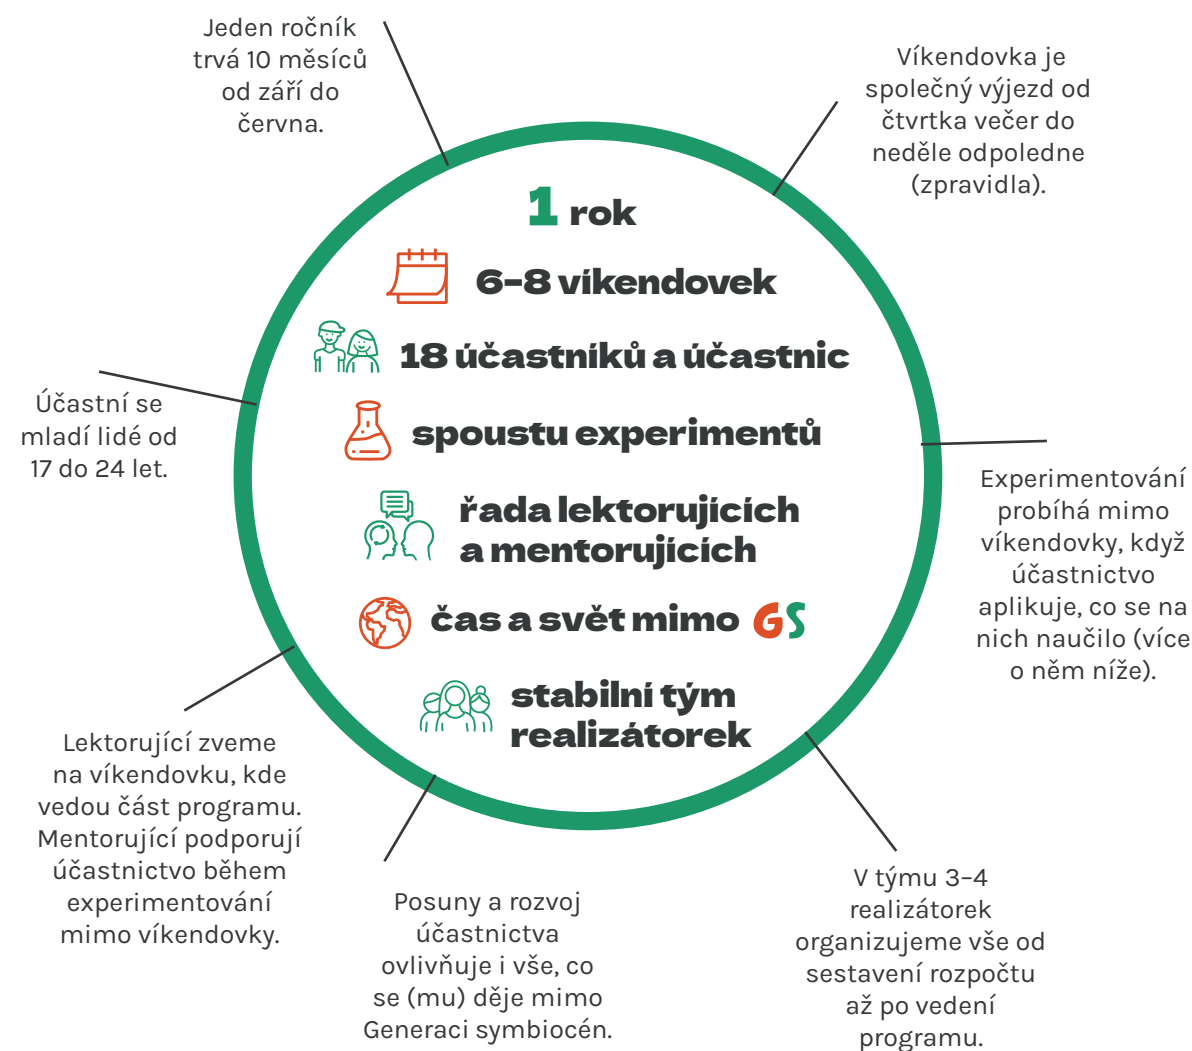 Jeden ročník
trvá 10 měsíců
od září do
června.
Víkendovka je
společný výjezd od
čtvrtka večer do
neděle odpoledne
(zpravidla).
1 rok
6–8 víkendovek
18 účastníků a účastnic
spoustu experimentů
řada lektorujících
a mentorujících
čas a svět mimo GS
stabilní tým
realizátorek
Účastní se
mladí lidé od
17 do 24 let.
Experimentování
probíhá mimo
víkendovky, když
účastnictvo
aplikuje, co se na
nich naučilo (více
o něm níže).
Lektorující zveme
na víkendovku, kde
vedou část programu.
Mentorující podporují
účastnictvo během
experimentování
mimo víkendovky.
Posuny a rozvoj
účastnictva
ovlivňuje i vše, co
se (mu) děje mimo
Generaci symbiocén.
V týmu 3–4
realizátorek
organizujeme vše od
sestavení rozpočtu
až po vedení
programu.